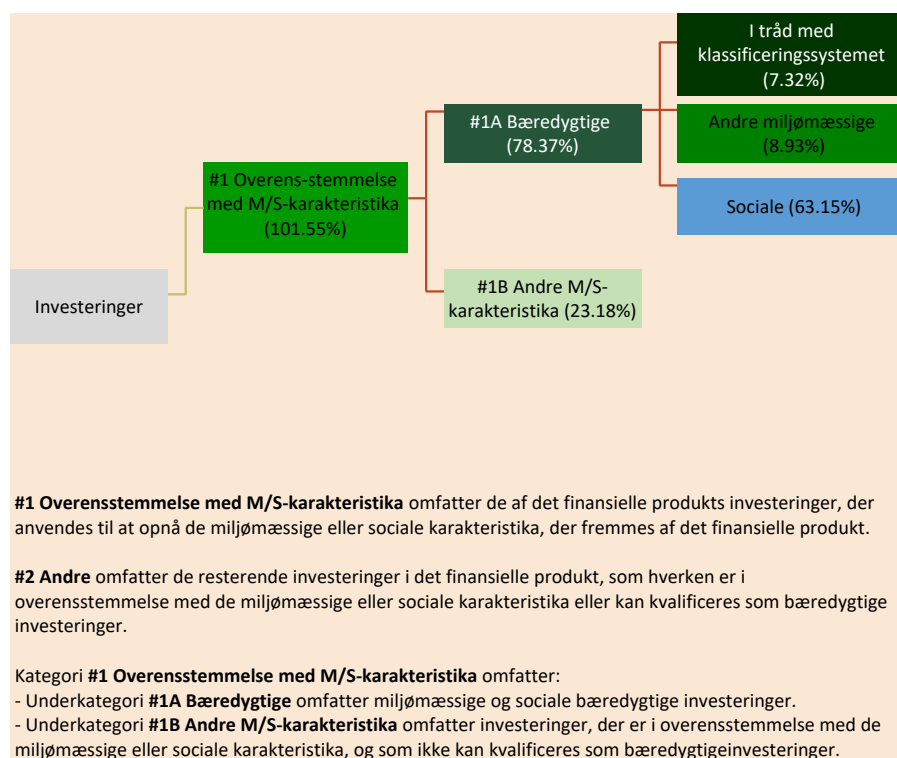 I tråd med
klassificeringssystemet
(7.32%)
#1A Bæredygtige
(78.37%)
Andre miljømæssige
(8.93%)
#1 Overens-stemmelse
med M/S-karakteristika
(101.55%)
Sociale (63.15%)
Investeringer
#1B Andre M/S-
karakteristika (23.18%)
#1 Overensstemmelse med M/S-karakteristika omfatter de af det finansielle produkts investeringer, der
anvendes til at opnå de miljømæssige eller sociale karakteristika, der fremmes af det finansielle produkt.
#2 Andre omfatter de resterende investeringer i det finansielle produkt, som hverken er i
overensstemmelse med de miljømæssige eller sociale karakteristika eller kan kvalificeres som bæredygtige
investeringer.
Kategori #1 Overensstemmelse med M/S-karakteristika omfatter:
- Underkategori #1A Bæredygtige omfatter miljømæssige og sociale bæredygtige investeringer.
- Underkategori #1B Andre M/S-karakteristika omfatter investeringer, der er i overensstemmelse med de
miljømæssige eller sociale karakteristika, og som ikke kan kvalificeres som bæredygtigeinvesteringer.